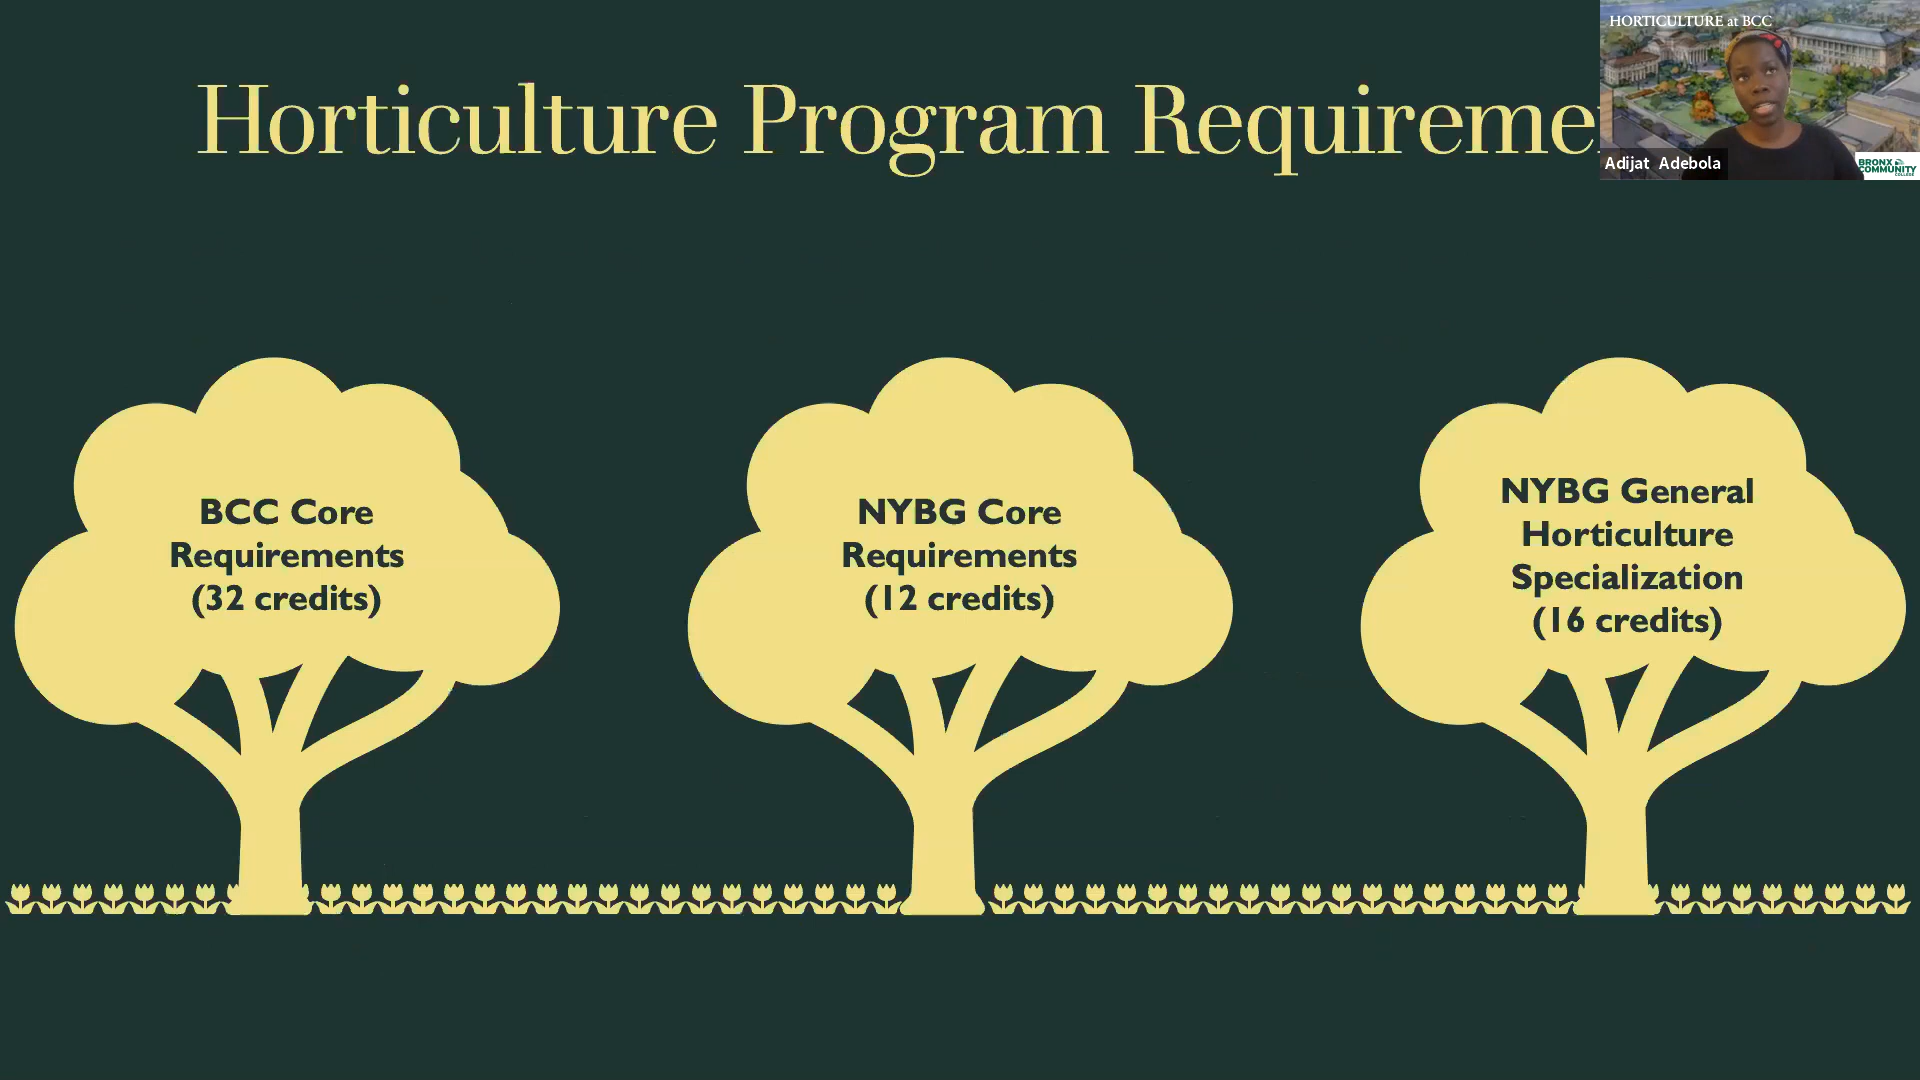 Horticulture Program Requireme
HORTICULTURE at BCC
Adijat Adebola
BRONX
COMMUNITY
COLLEGE
BCC Core
Requirements
(32 credits)
NYBG Core
Requirements
(12 credits)
NYBG General
Horticulture
Specialization
(16 credits)